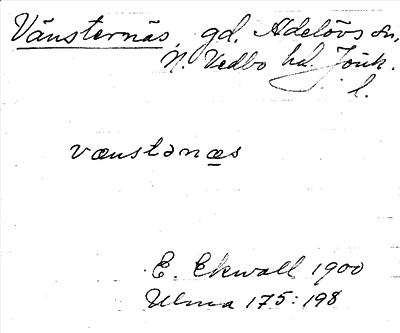 Vänsternäs, gd. Adelövs sn,
N. Vedbo hd. Jönk.
l.
vænstənæs
E. Ekwall 1900
Ulma 175:198